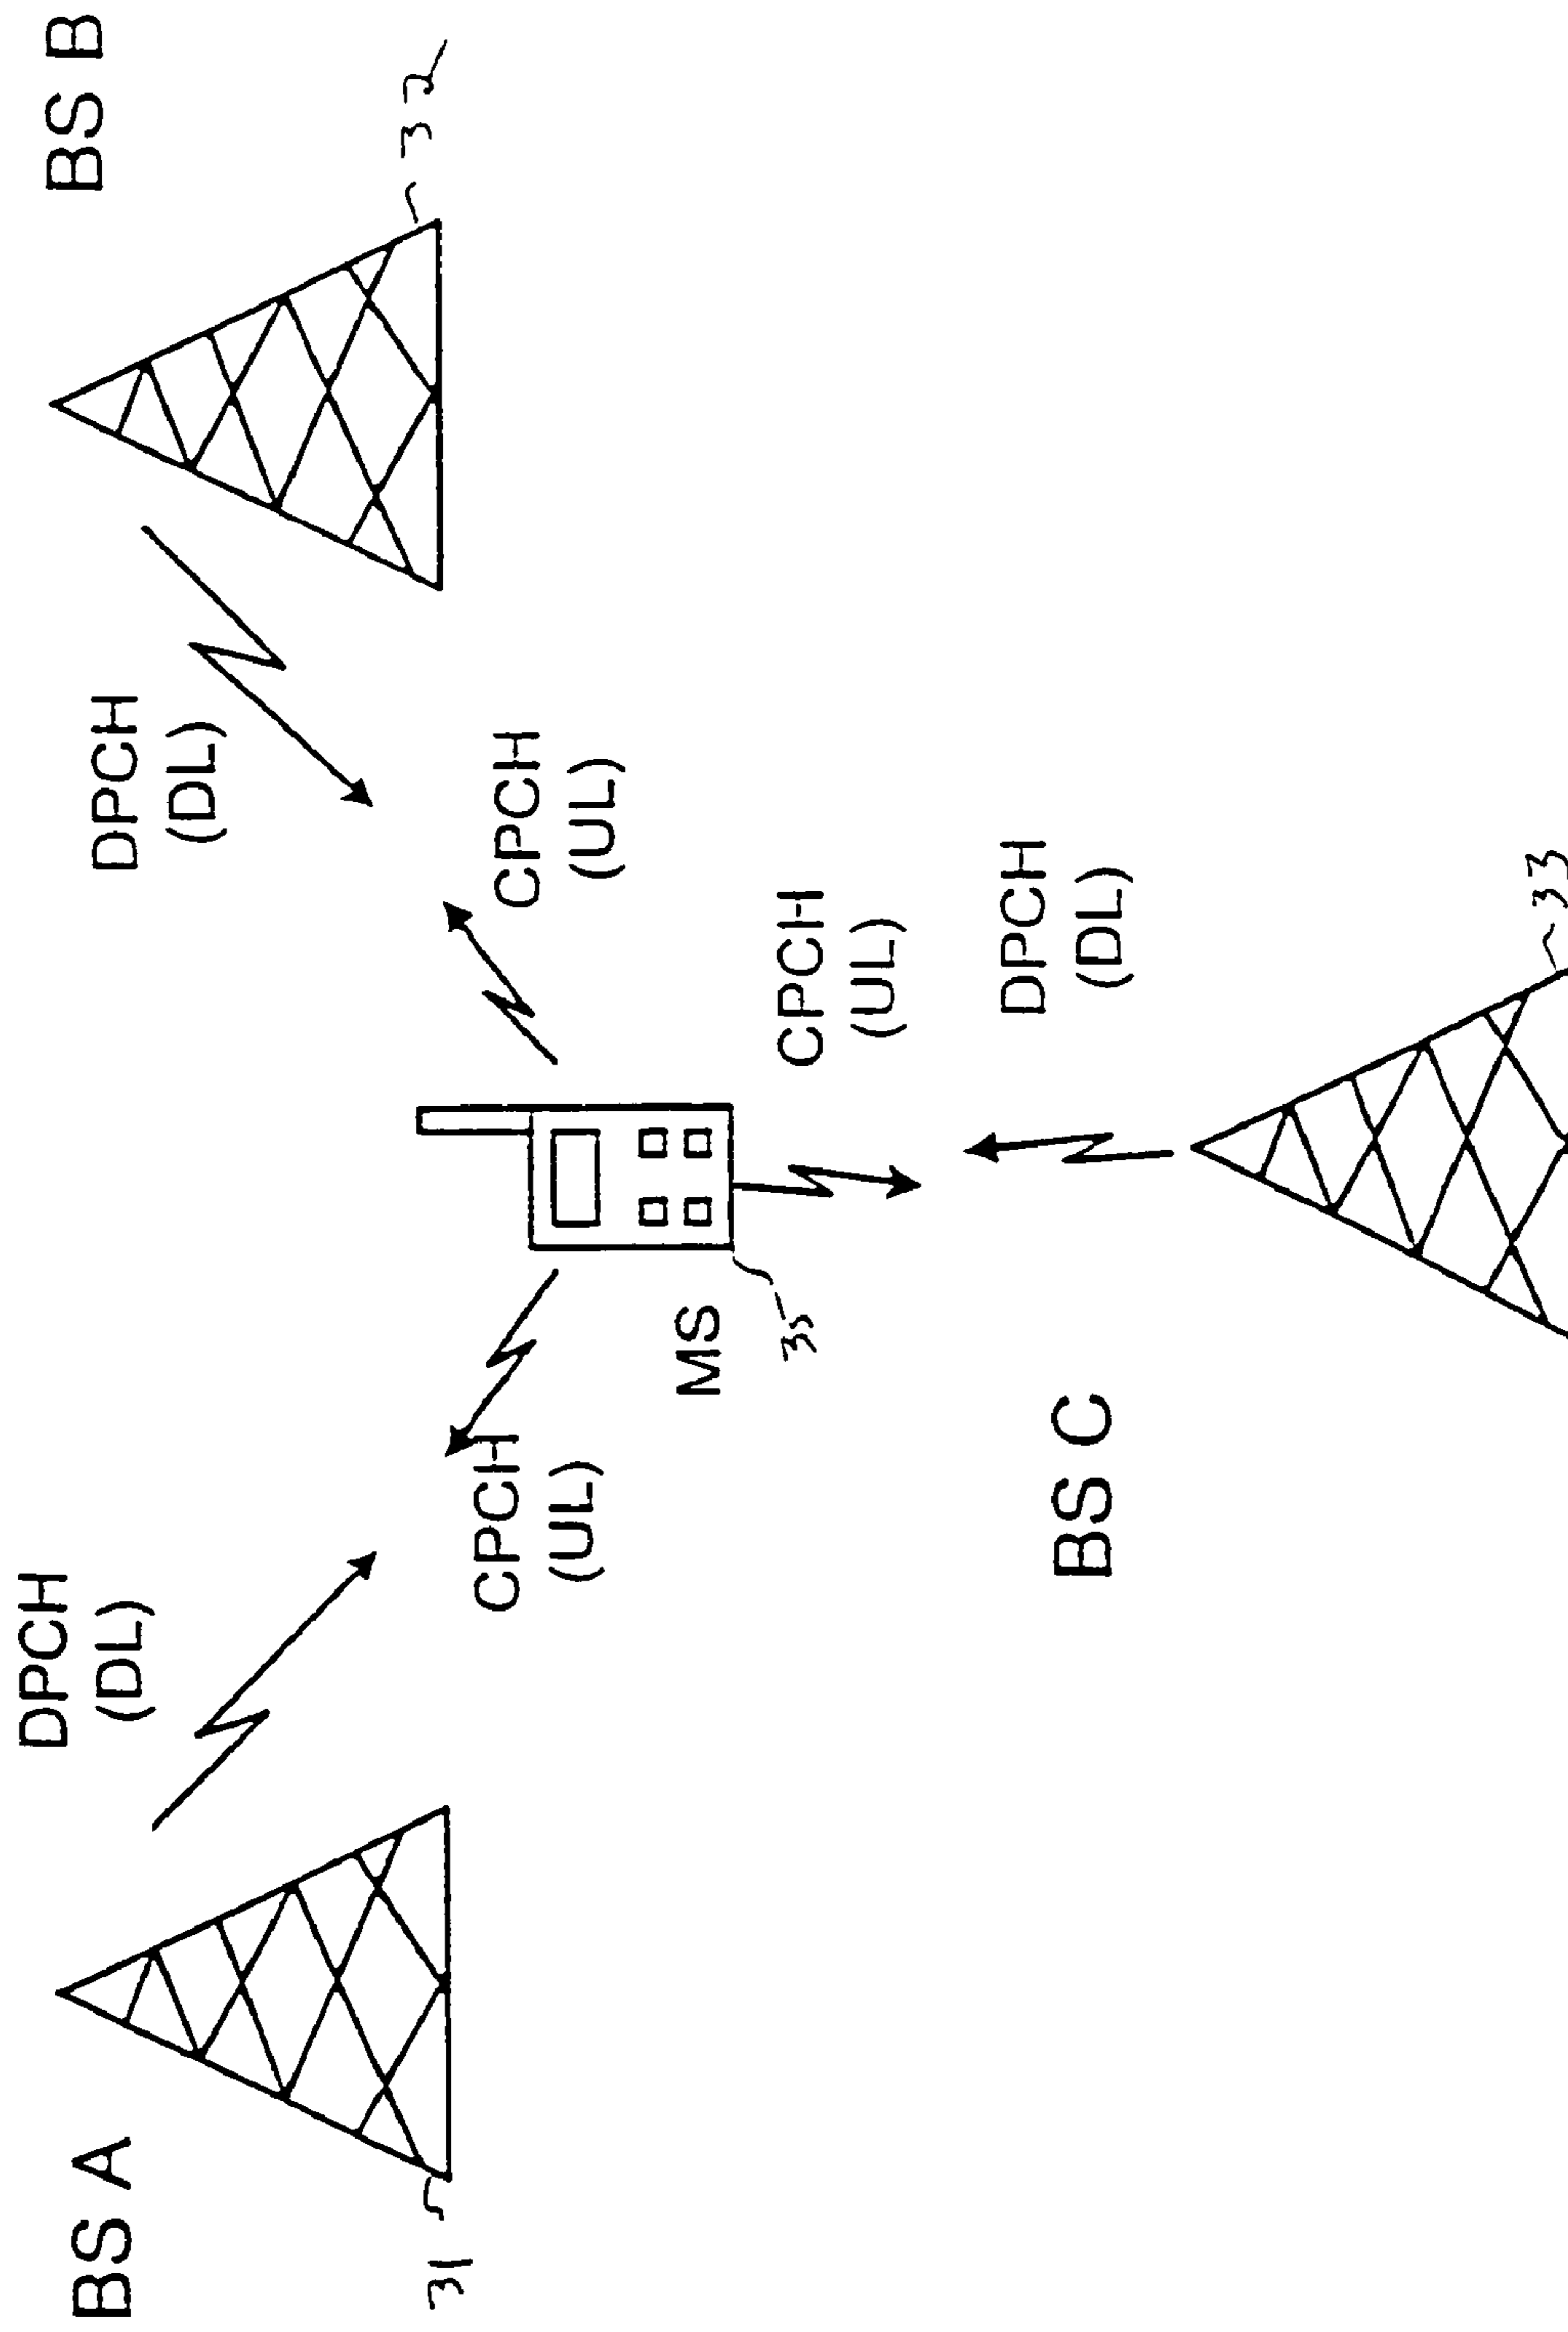 BS A
31
DPCH
(DL)
CPCH
(UL)
MS
35
BS B
32
DPCH
(DL)
CPCH
(UL)
CPCH
(UL)
DPCH
(DL)
BS C
33